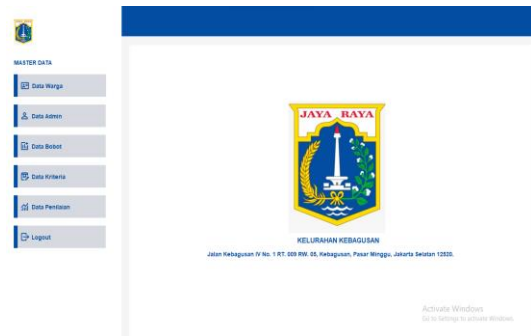 MASTER DATA
Data Warga
Data Admin
Data Bobot
Data Kriteria
Data Penilaian
Logout
JAYA RAYA
KELURAHAN KEBAGUSAN
Jalan Kebagusan IV No. 1 RT. 009 RW. 05, Kebagusan, Pasar Minggu, Jakarta Selatan 12520.
Activate Windows
Go to Settings to activate Windows.